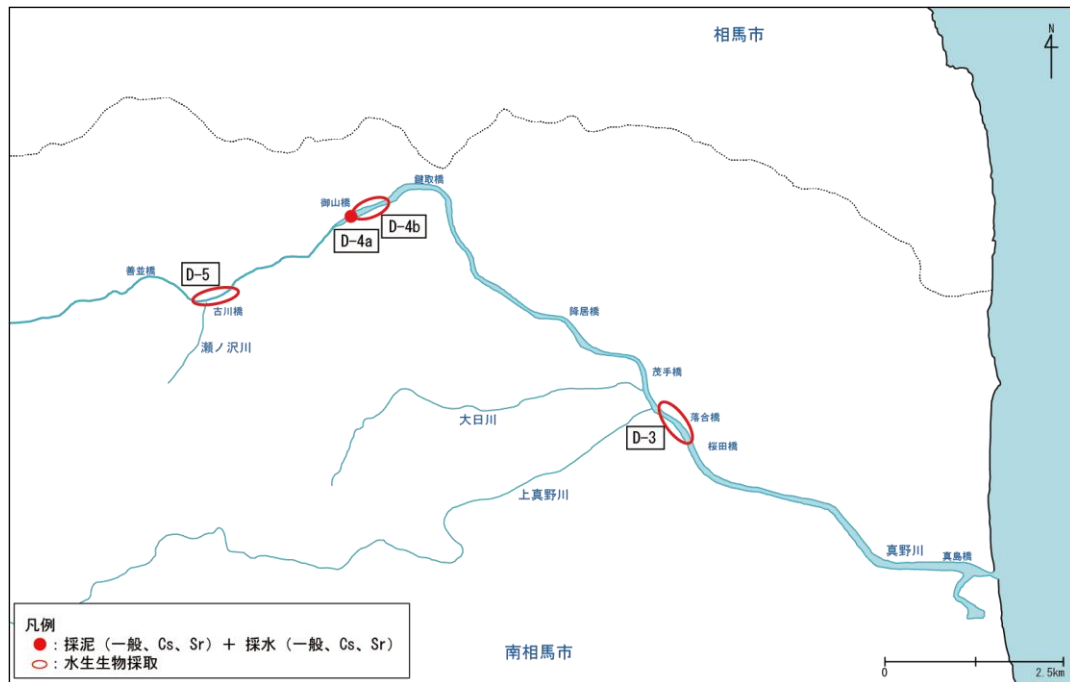 相馬市
N
4
鍵取橋
御山橋
D-4b
D-4a
善並橋
D-5
古川橋
降居橋
瀬ノ沢川
茂手橋
大日川
落合橋
D-3
桜田橋
上真野川
真野川
真島橋
凡例
：採泥（一般、Cs、Sr）＋ 採水（一般、Cs、Sr）
：水生生物採取
南相馬市
0
2.5km